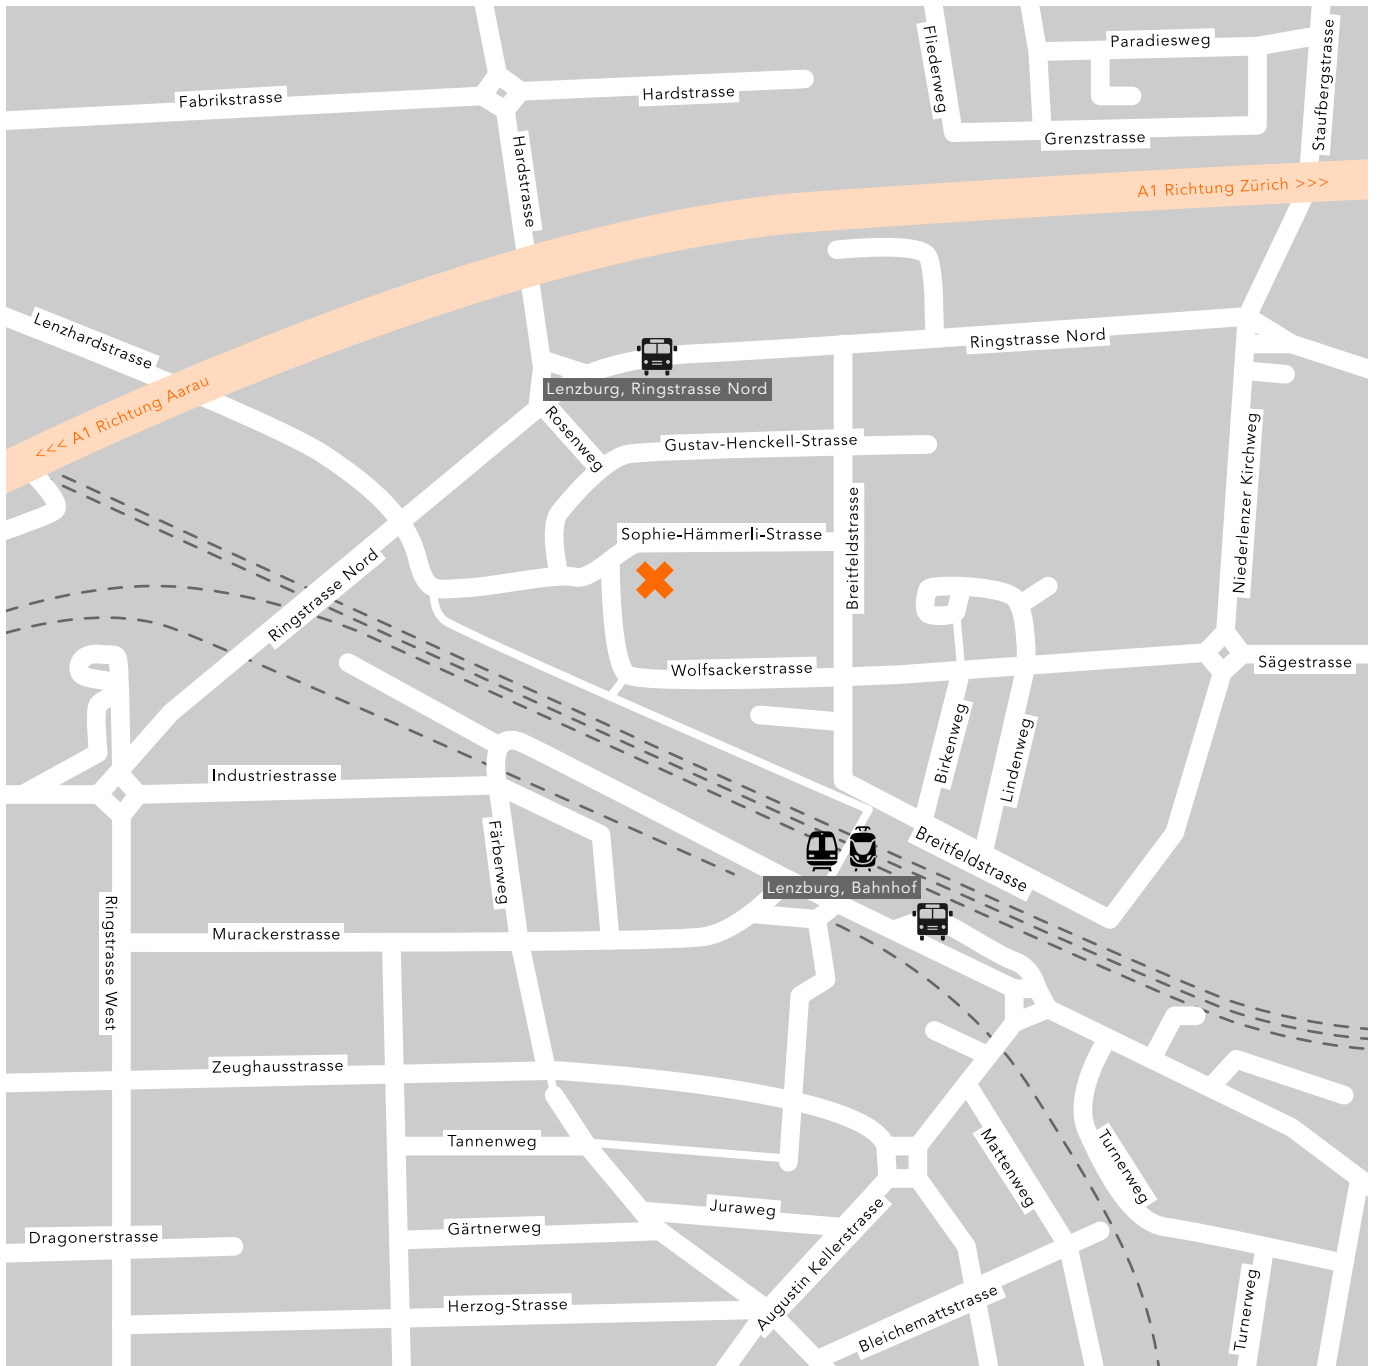 Fliederweg
Paradiesweg
Staufbergstrasse
Fabrikstrasse
Hardstrasse
Grenzstrasse
Hardstrasse
A1 Richtung Zürich >>>
Lenzhardstrasse
Ringstrasse Nord
<<< A1 Richtung Aarau
Lenzburg, Ringstrasse Nord
Rosenweg
Gustav-Henckell-Strasse
Niederlenzer Kirchweg
Breitfeldstrasse
Sophie-Hämmerli-Strasse
Ringstrasse Nord
Wolfsackerstrasse
Sägestrasse
Birkenweg
Lindenweg
Industriestrasse
Färberweg
Breitfeldstrasse
Lenzburg, Bahnhof
Ringstrasse West
Murackerstrasse
Zeughausstrasse
Tannenweg
Mattenweg
Turnerweg
Juraweg
Gärtnerweg
Dragonerstrasse
Augustin Kellerstrasse
Herzog-Strasse
Bleichemattstrasse
Turnerweg